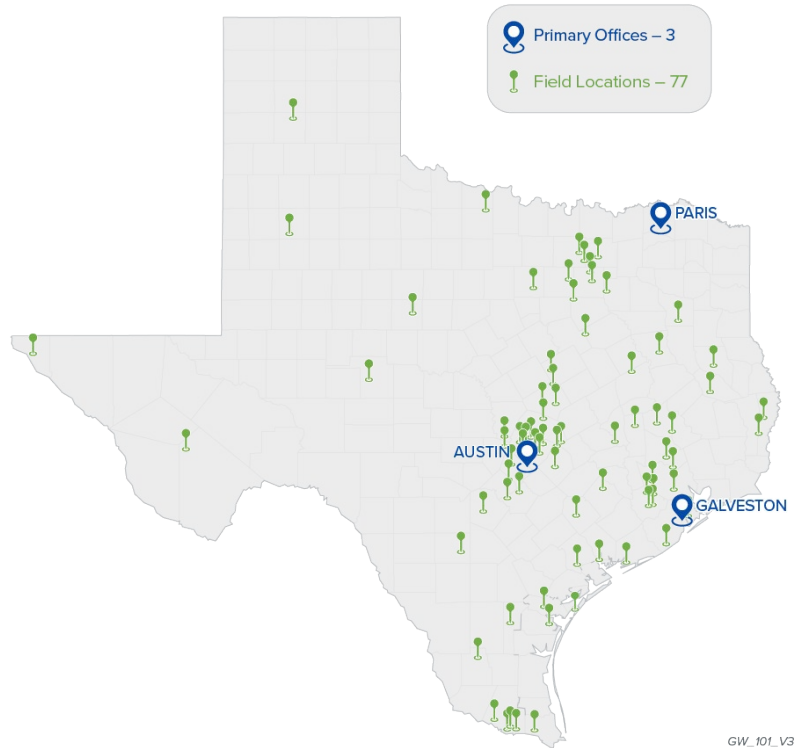 Primary Offices – 3
Field Locations – 77
PARIS
AUSTIN
GALVESTON
GW_101_V3